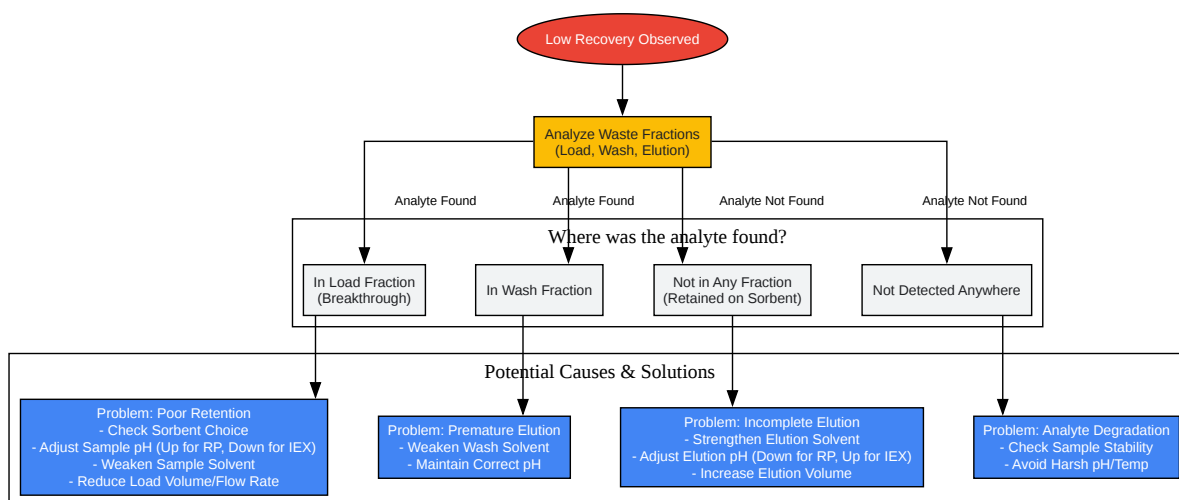 Low Recovery Observed
Analyze Waste Fractions
(Load, Wash, Elution)
Analyte Found
Analyte Found
Analyte Not Found
Analyte Not Found
Where was the analyte found?
In Load Fraction
(Breakthrough)
In Wash Fraction
Not in Any Fraction
(Retained on Sorbent)
Not Detected Anywhere
Potential Causes & Solutions
Problem: Poor Retention
- Check Sorbent Choice
- Adjust Sample pH (Up for RP, Down for IEX)
- Weaken Sample Solvent
- Reduce Load Volume/Flow Rate
Problem: Premature Elution
- Weaken Wash Solvent
- Maintain Correct pH
Problem: Incomplete Elution
- Strengthen Elution Solvent
- Adjust Elution pH (Down for RP, Up for IEX)
- Increase Elution Volume
Problem: Analyte Degradation
- Check Sample Stability
- Avoid Harsh pH/Temp